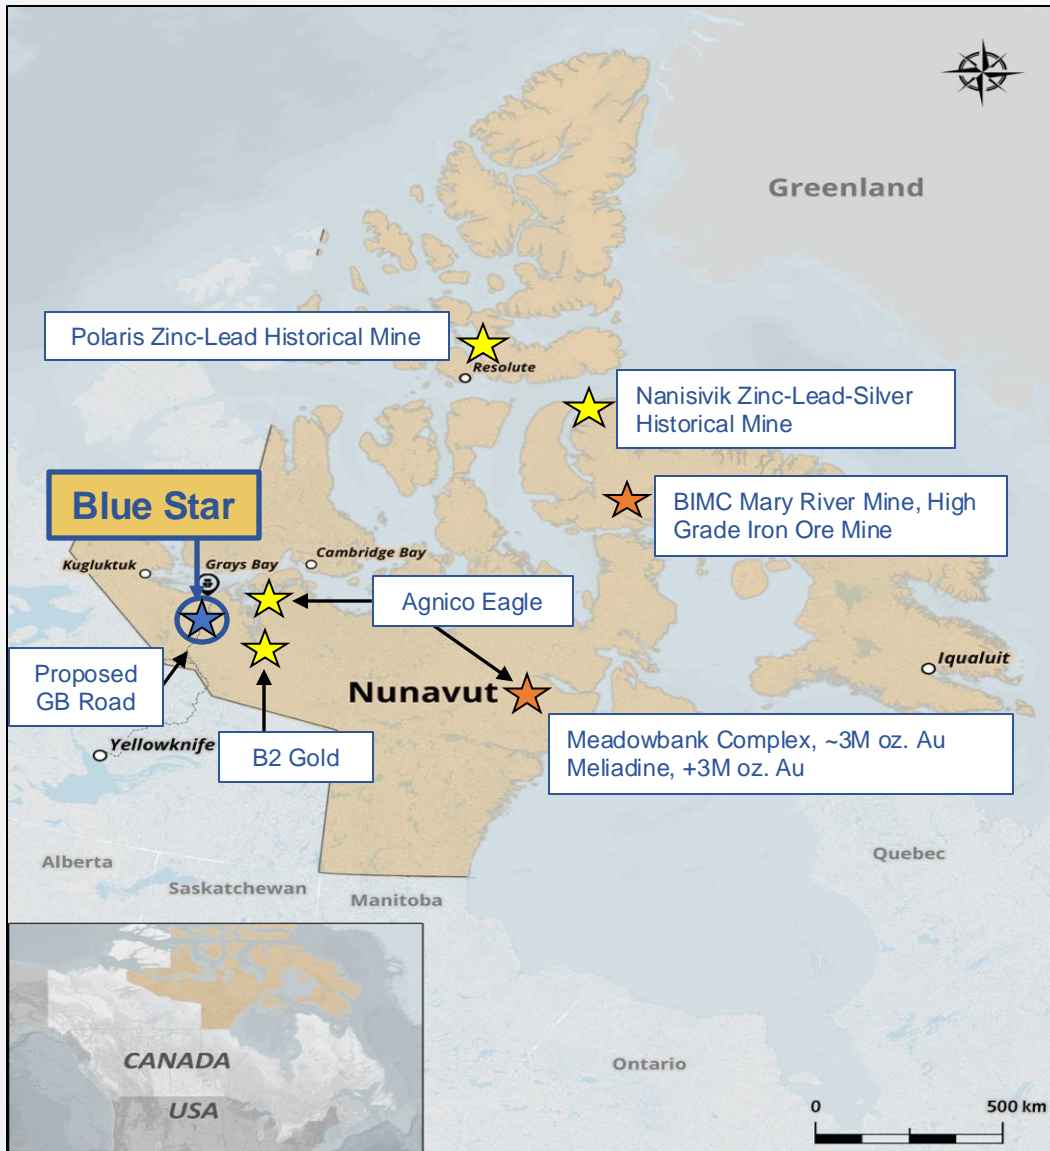 Greenland
Polaris Zinc-Lead Historical Mine
Resolute
Nanisivik Zinc-Lead-Silver
Historical Mine
Blue Star
BIMC Mary River Mine, High
Grade Iron Ore Mine
Cambridge Bay
Kugluktuk
Grays Bay
Agnico Eagle
Proposed
GB Road
Nunavut
Iqualuit
Yellowknife
B2 Gold
Meadowbank Complex, ~3M oz. Au
Meliadine, +3M oz. Au
Alberta
Saskatchewan
Manitoba
Quebec
CANADA
USA
Ontario
0
500 km